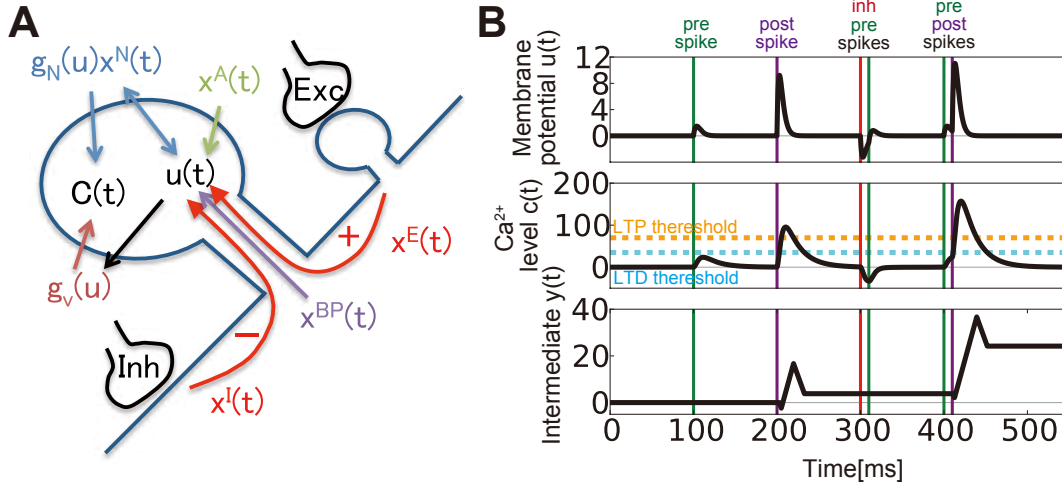 A
g_N(u)x^N(t)
x^A(t)
Exc
C(t)
u(t)
+
x^E(t)
g_v(u)
x^BP(t)
−
Inh
x^I(t)
B
pre
spike
post
spike
inh
pre
spikes
pre
post
spikes
Membrane
potential u(t)
12
8
4
0
Ca²⁺
level c(t)
200
100
0
LTP thereshold
LTD thereshold
Intermediate y(t)
40
20
0
0 100 200 300 400 500
Time[ms]